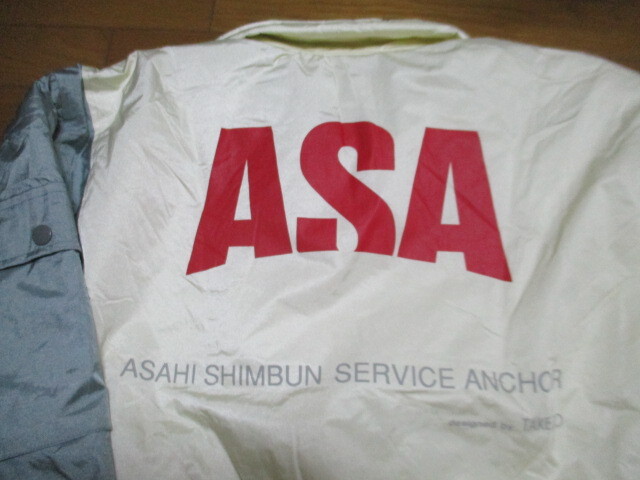 ASA
ASAHI SHIMBUN SERVICE ANCHOR
designed by